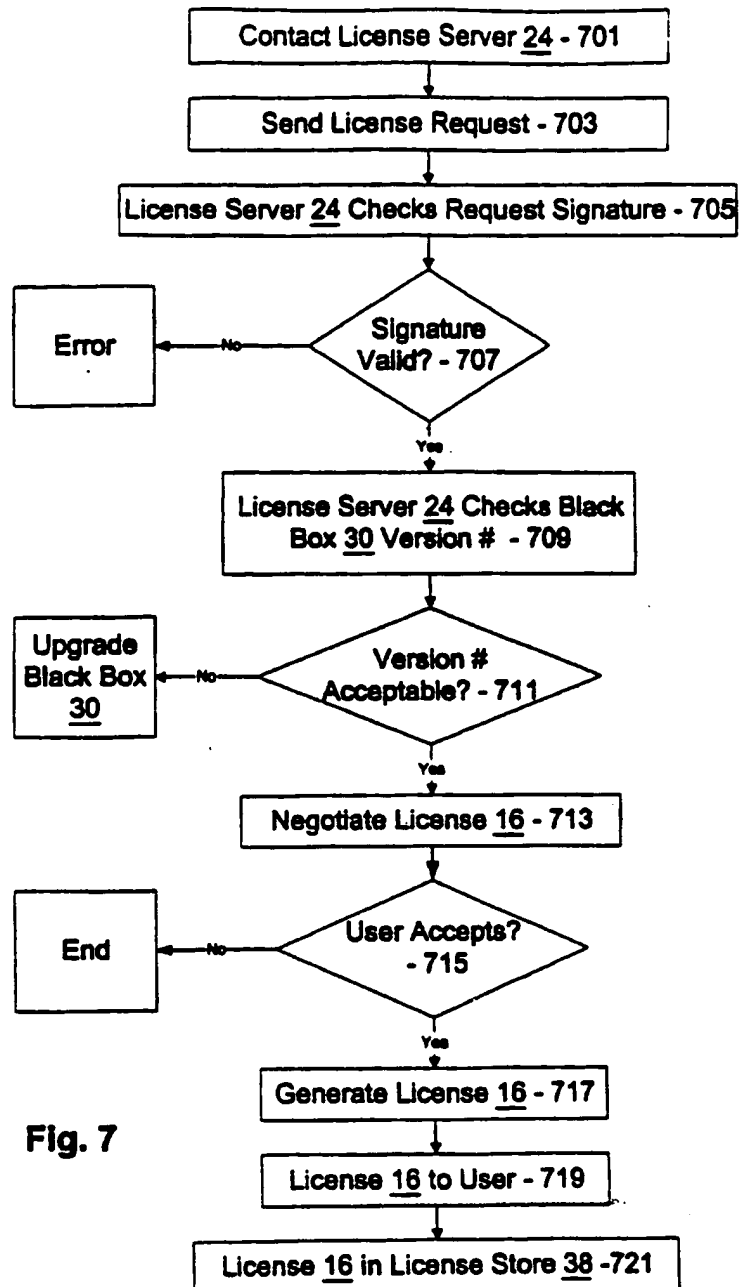 Contact License Server 24 - 701
Send License Request - 703
License Server 24 Checks Request Signature - 705
Signature
Valid? - 707
No
Error
Yes
License Server 24 Checks Black
Box 30 Version # - 709
Version #
Acceptable? - 711
No
Upgrade
Black Box
30
Yes
Negotiate License 16 - 713
User Accepts?
- 715
No
End
Yes
Generate License 16 - 717
Fig. 7
License 16 to User - 719
License 16 in License Store 38 -721